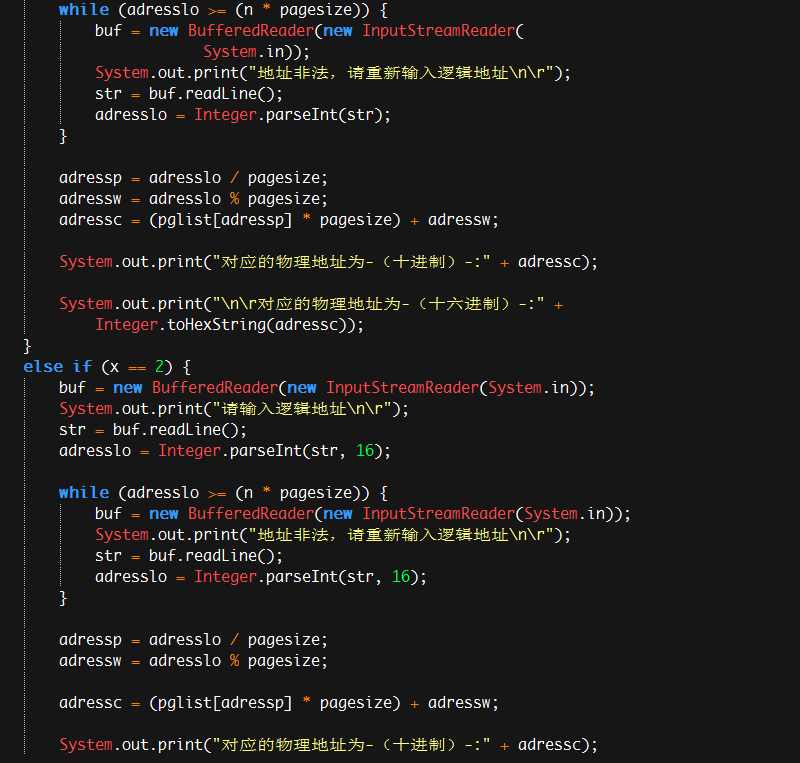 while (adresslo >= (n * pagesize)) {
buf = new BufferedReader(new InputStreamReader(
System.in));
System.out.print("地址非法，请重新输入逻辑地址\n\r");
str = buf.readLine();
adresslo = Integer.parseInt(str);
}
adressp = adresslo / pagesize;
adressw = adresslo % pagesize;
adressc = (pglist[adressp] * pagesize) + adressw;
System.out.print("对应的物理地址为-（十进制）-:" + adressc);
System.out.print("\n\r对应的物理地址为-（十六进制）-:" +
Integer.toHexString(adressc));
}
else if (x == 2) {
buf = new BufferedReader(new InputStreamReader(System.in));
System.out.print("请输入逻辑地址\n\r");
str = buf.readLine();
adresslo = Integer.parseInt(str, 16);
while (adresslo >= (n * pagesize)) {
buf = new BufferedReader(new InputStreamReader(System.in));
System.out.print("地址非法，请重新输入逻辑地址\n\r");
str = buf.readLine();
adresslo = Integer.parseInt(str, 16);
}
adressp = adresslo / pagesize;
adressw = adresslo % pagesize;
adressc = (pglist[adressp] * pagesize) + adressw;
System.out.print("对应的物理地址为-（十进制）-:" + adressc);